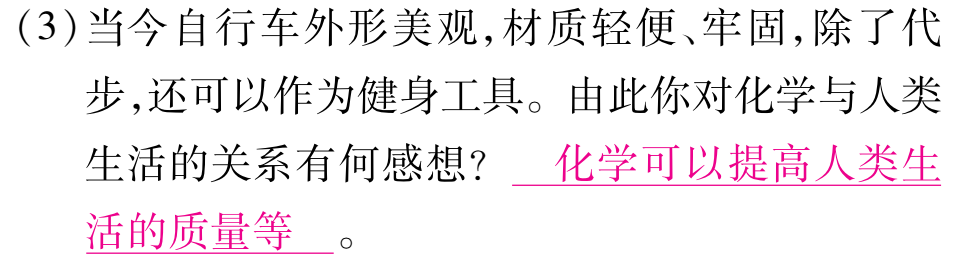 (3)当今自行车外形美观,材质轻便、牢固,除了代
步,还可以作为健身工具。由此你对化学与人类
生活的关系有何感想? 化学可以提高人类生
活的质量等 。